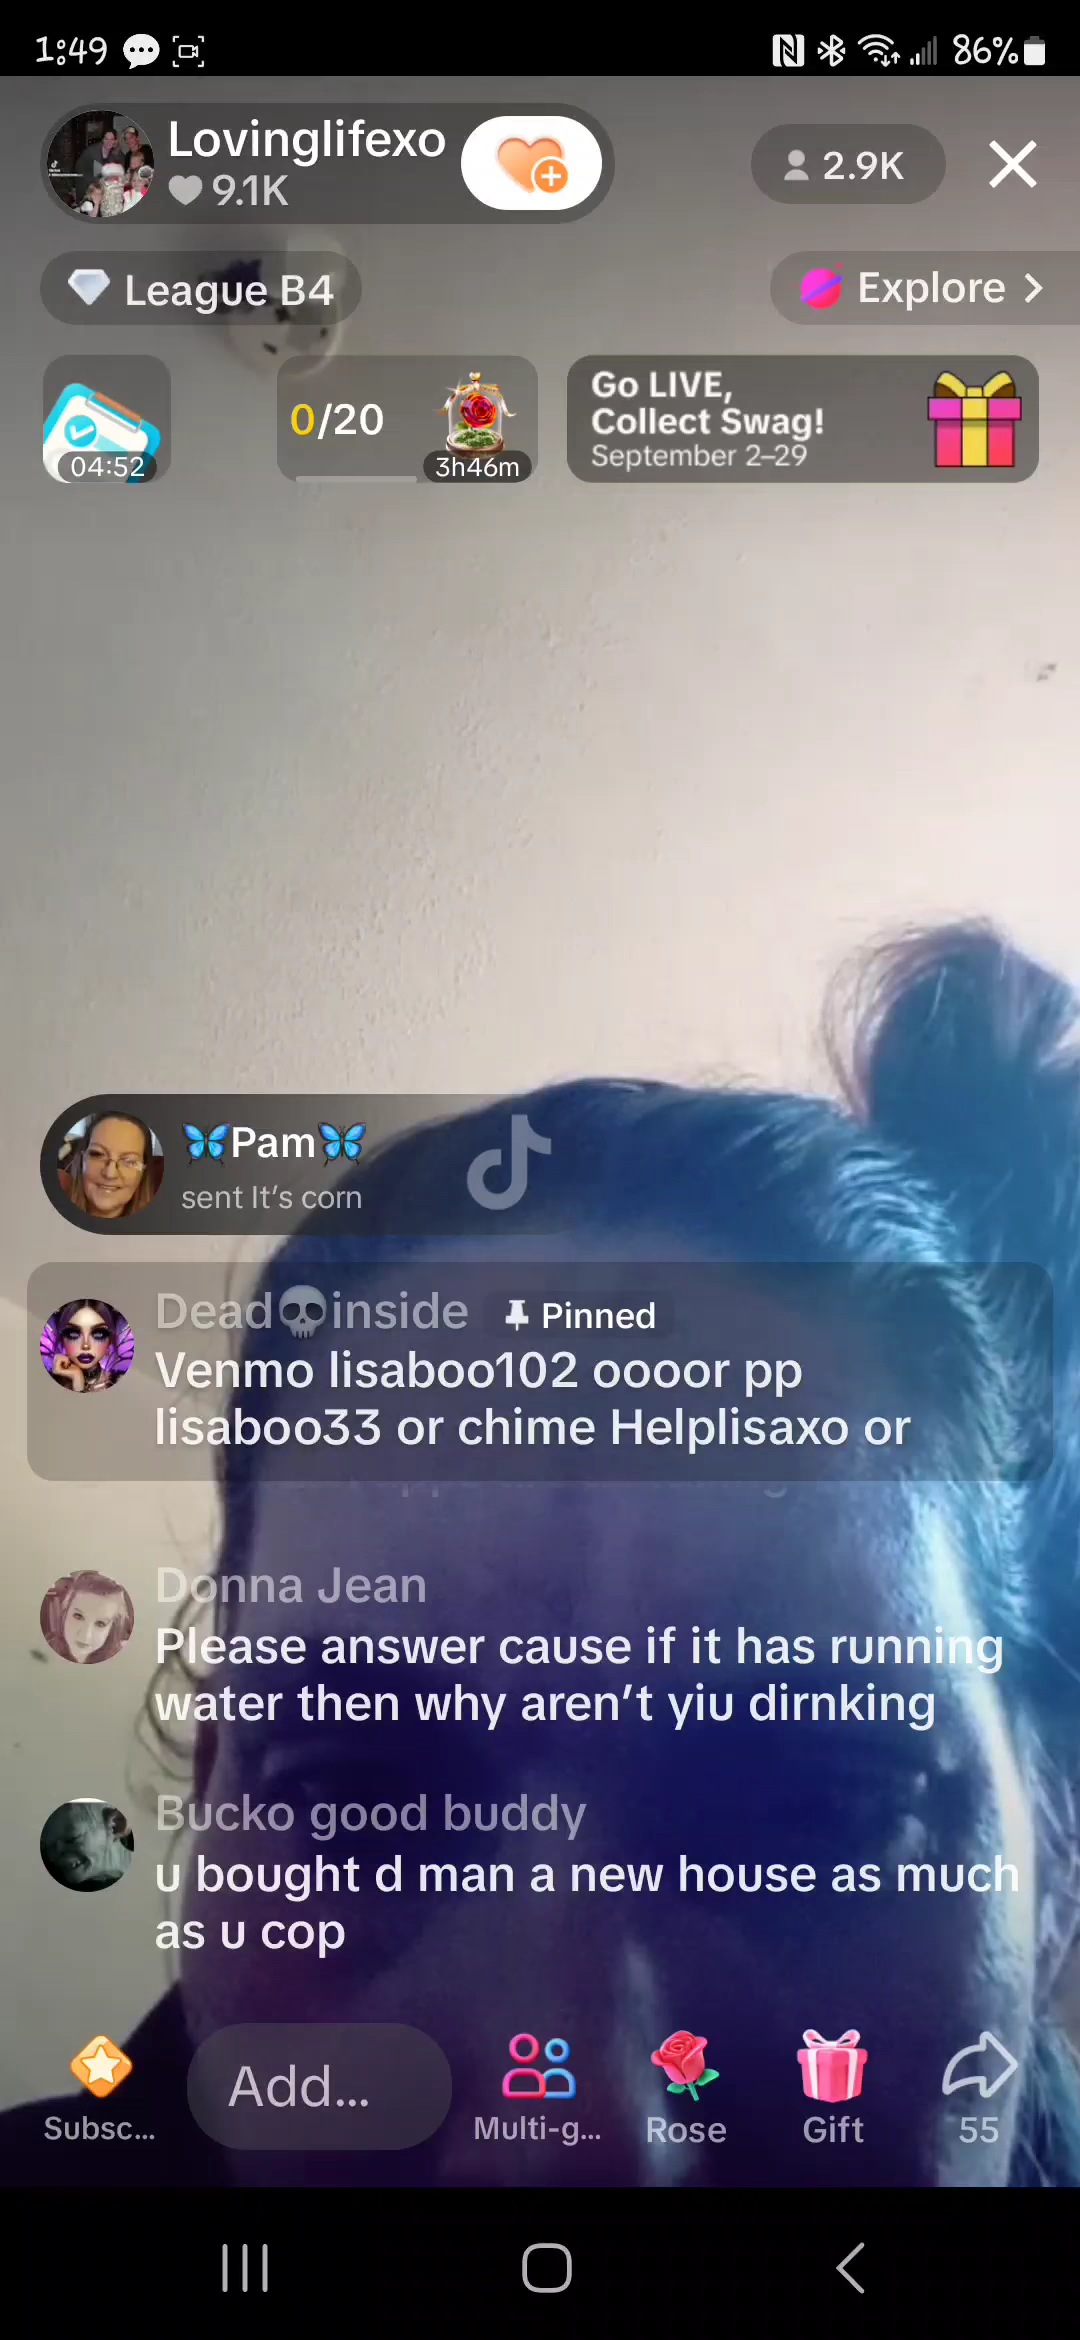 1:49
86%
Lovinglifexo
9.1K
2.9K
League B4
Explore
04:52
0/20
3h46m
Go LIVE,
Collect Swag!
September 2–29
🦋Pam🦋
sent It's corn
Dead💀inside Pinned
Venmo lisaboo102 oooor pp
lisaboo33 or chime Helplisaxo or
Donna Jean
Please answer cause if it has running
water then why aren't yiu dirnking
Bucko good buddy
u bought d man a new house as much
as u cop
Subsc...
Add...
Multi-g...
Rose
Gift
55